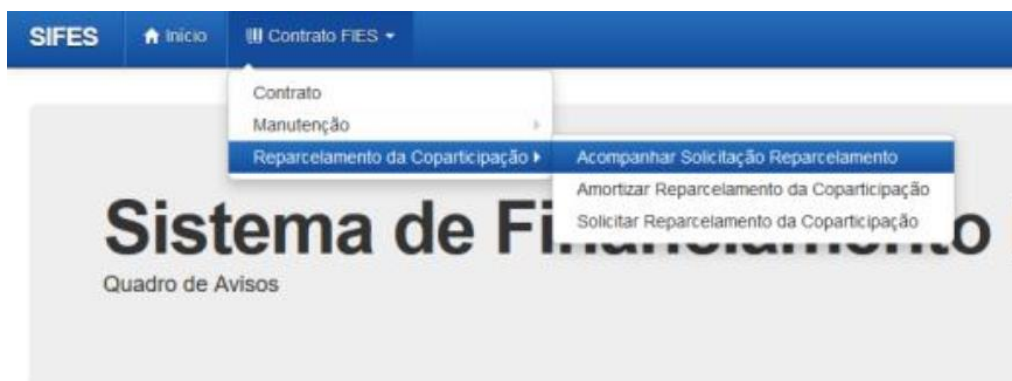 SIFES Início Contrato FIES
Contrato
Manutenção
Reparcelamento da Coparticipação Acompanhar Solicitação Reparcelamento
Amortizar Reparcelamento da Coparticipação
Solicitar Reparcelamento da Coparticipação
Sistema de Financiamento
Quadro de Avisos